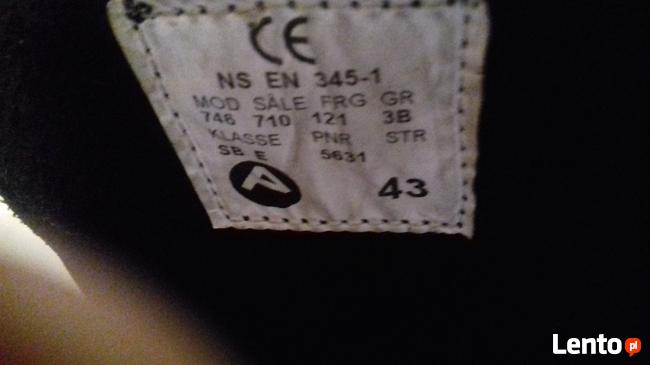 CE
NS EN 345-1
MOD SÅLE FRG GR
746 710 121 3B
KLASSE PNR STR
SB E 5631
43
Lento pl